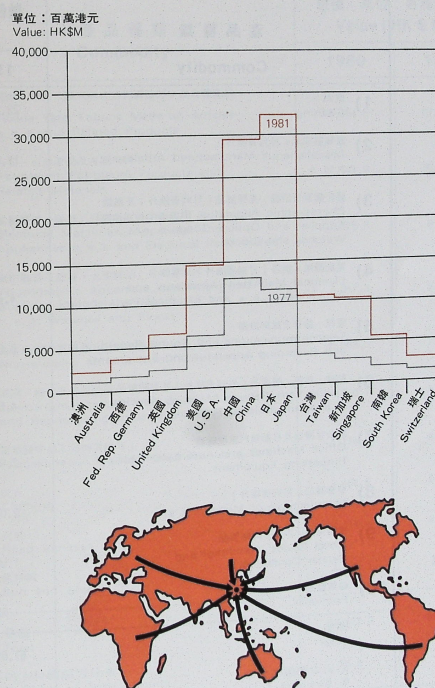 單位：百萬港元
Value: HK$M
40,000
35,000
30,000
25,000
20,000
15,000
10,000
5,000
0
1981
1977
澳洲
Australia
西德
Fed. Rep. Germany
英國
United Kingdom
美國
U. S. A.
中國
China
日本
Japan
台灣
Taiwan
新加坡
Singapore
南韓
South Korea
瑞士
Switzerland